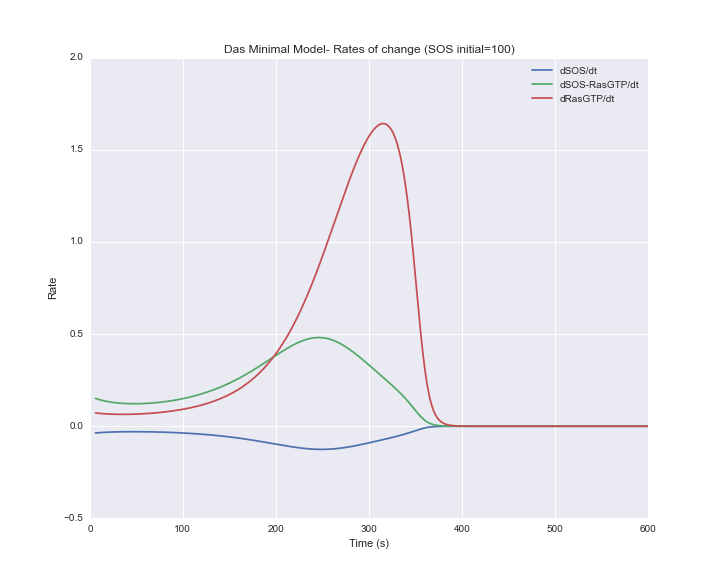 Das Minimal Model- Rates of change (SOS initial=100)
2.0
dSOS/dt
dSOS-RasGTP/dt
dRasGTP/dt
1.5
1.0
Rate
0.5
0.0
−0.5
0 100 200 300 400 500 600
Time (s)